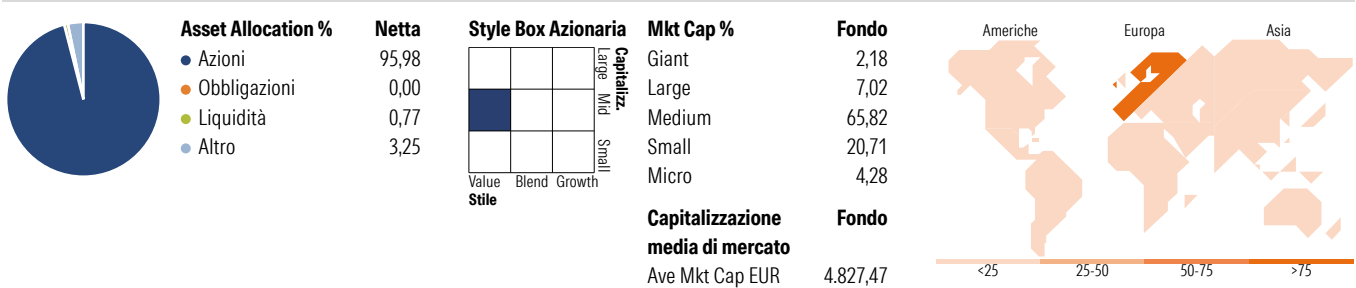 Asset Allocation % Netta
Azioni 95,98
Obbligazioni 0,00
Liquidità 0,77
Altro 3,25
Style Box Azionaria
Capitalizz.
Large Mid Small
Value Blend Growth
Stile
Mkt Cap % Fondo
Giant 2,18
Large 7,02
Medium 65,82
Small 20,71
Micro 4,28
Capitalizzazione Fondo
media di mercato
Ave Mkt Cap EUR 4.827,47
Americhe Europa Asia
<25 25-50 50-75 >75